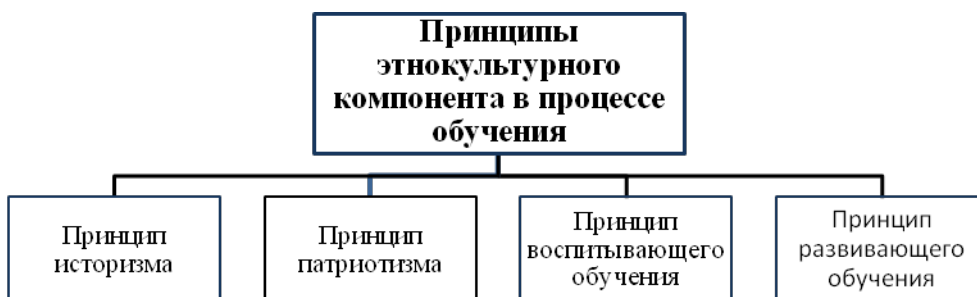 Принципы
этнокультурного
компонента в процессе
обучения
Принцип
историзма
Принцип
патриотизма
Принцип
воспитывающего
обучения
Принцип
развивающего
обучения